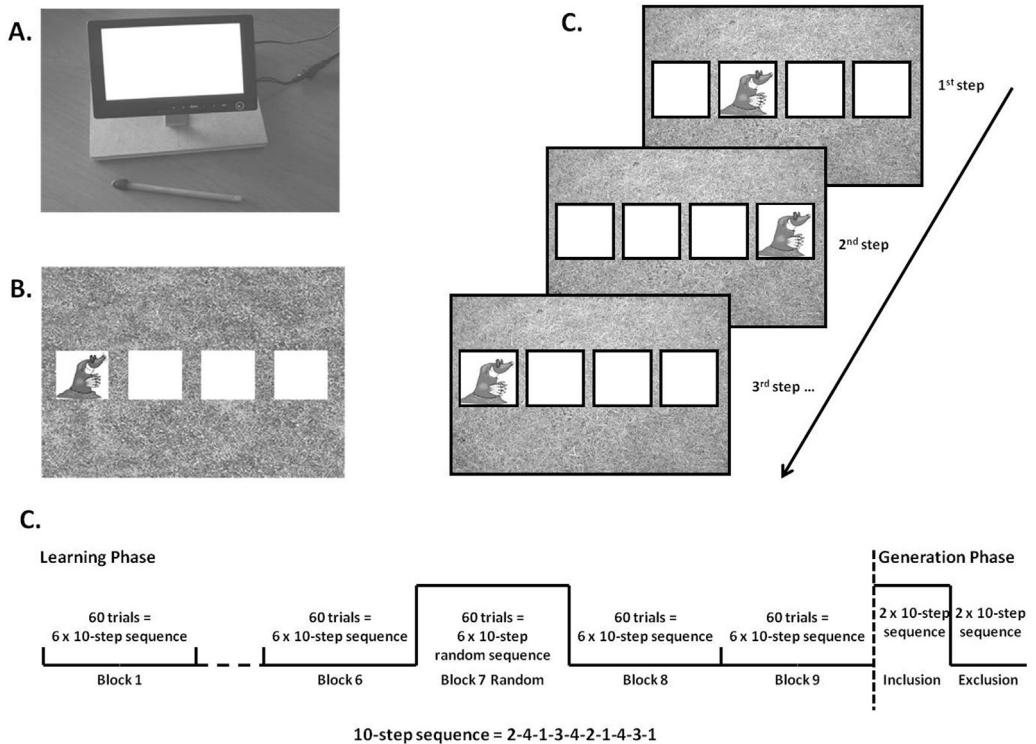 A.
C.
1st step
2nd step
B.
3rd step ...
C.
Learning Phase
Generation Phase
60 trials =
6 x 10-step sequence
60 trials =
6 x 10-step sequence
60 trials =
6 x 10-step
random sequence
60 trials =
6 x 10-step sequence
60 trials =
6 x 10-step sequence
2 x 10-step
sequence
2 x 10-step
sequence
Block 1
Block 6
Block 7 Random
Block 8
Block 9
Inclusion
Exclusion
10-step sequence = 2-4-1-3-4-2-1-4-3-1